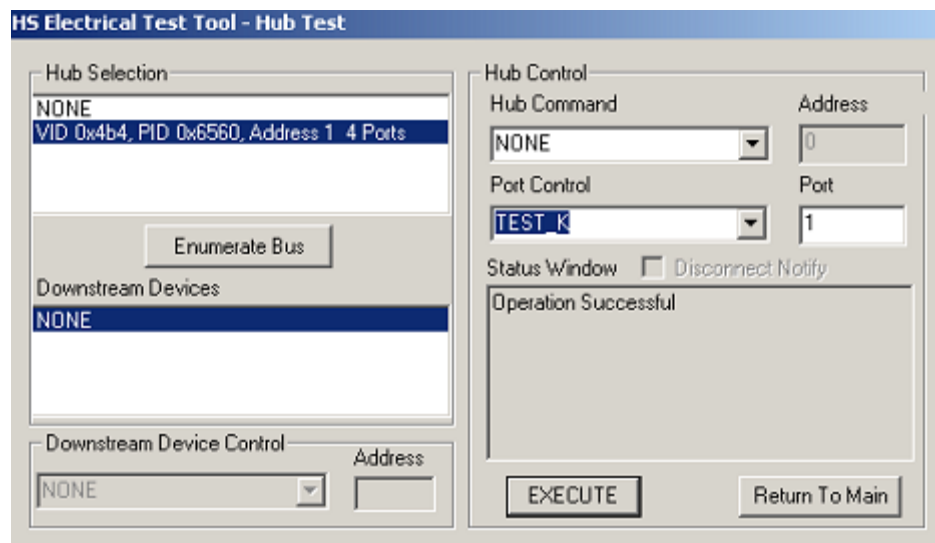 HS Electrical Test Tool - Hub Test
Hub Selection
NONE
VID 0x4b4, PID 0x6560, Address 1 4 Ports
Enumerate Bus
Downstream Devices
NONE
Downstream Device Control
Address
NONE
Hub Control
Hub Command
Address
NONE
0
Port Control
Port
TEST_K
1
Status Window
Disconnect Notify
Operation Successful
EXECUTE
Return To Main